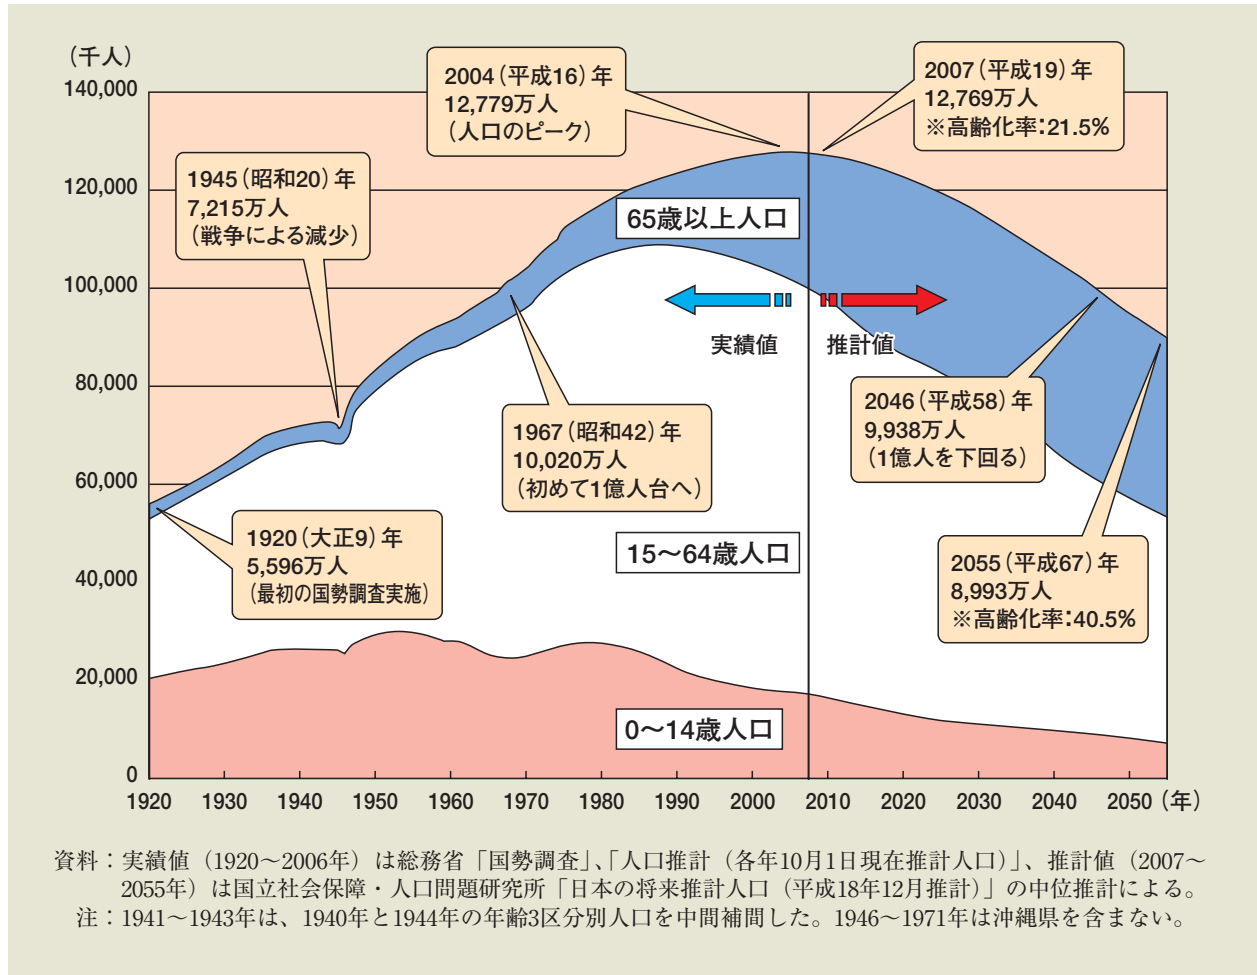 （千人）
140,000
120,000
100,000
80,000
60,000
40,000
20,000
0
2004（平成16）年
12,779万人
（人口のピーク）
2007（平成19）年
12,769万人
※高齢化率：21.5%
1945（昭和20）年
7,215万人
（戦争による減少）
65歳以上人口
実績値
推計値
1967（昭和42）年
10,020万人
（初めて1億人台へ）
2046（平成58）年
9,938万人
（1億人を下回る）
1920（大正9）年
5,596万人
（最初の国勢調査実施）
15〜64歳人口
2055（平成67）年
8,993万人
※高齢化率：40.5%
0〜14歳人口
1920 1930 1940 1950 1960 1970 1980 1990 2000 2010 2020 2030 2040 2050（年）
資料：実績値（1920〜2006年）は総務省「国勢調査」、「人口推計（各年10月1日現在推計人口）」、推計値（2007〜
2055年）は国立社会保障・人口問題研究所「日本の将来推計人口（平成18年12月推計）」の中位推計による。
注：1941〜1943年は、1940年と1944年の年齢3区分別人口を中間補間した。1946〜1971年は沖縄県を含まない。